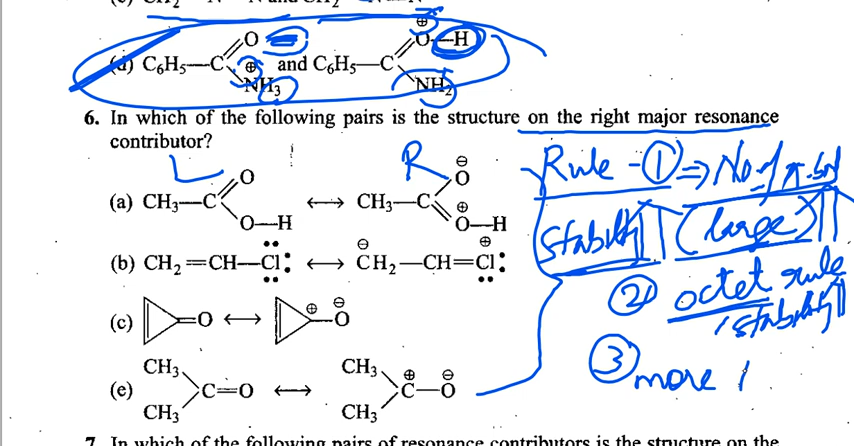 (d) C₆H₅—C O ⊕ NH₃ and C₆H₅—C ⊕ O—H NH₂
6. In which of the following pairs is the structure on the right major resonance
contributor?
L R
(a) CH₃—C O O—H ⟷ CH₃—C ⊖ O ⊕ O—H
(b) CH₂=CH—Cl ⟷ ⊖ CH₂—CH=Cl ⊕
(c) =O ⟷ ⊕ ⊖ O
(e) CH₃ CH₃ C=O ⟷ CH₃ CH₃ ⊕ C—O ⊖
Rule - ① ⇒ No. of π
stability ↑ (large) ↑↑
② octet rule
stability ↑
③ more
7. In which of the following pairs of resonance contributors is the structure on the